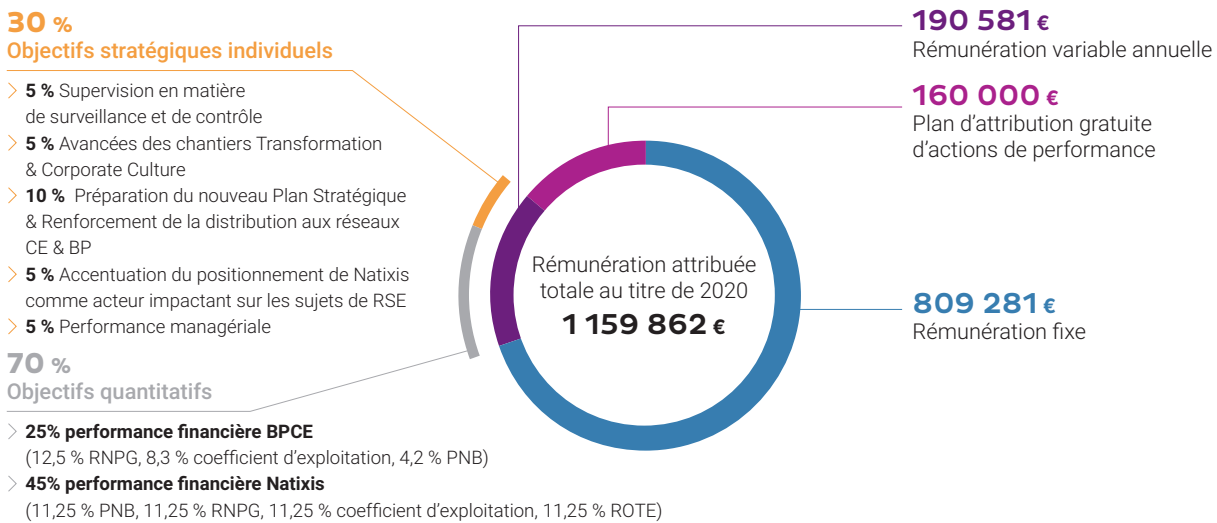 30 %
Objectifs stratégiques individuels
> 5 % Supervision en matière
de surveillance et de contrôle
> 5 % Avancées des chantiers Transformation
& Corporate Culture
> 10 % Préparation du nouveau Plan Stratégique
& Renforcement de la distribution aux réseaux
CE & BP
> 5 % Accentuation du positionnement de Natixis
comme acteur impactant sur les sujets de RSE
> 5 % Performance managériale
70 %
Objectifs quantitatifs
> 25% performance financière BPCE
(12,5 % RNPG, 8,3 % coefficient d'exploitation, 4,2 % PNB)
> 45% performance financière Natixis
(11,25 % PNB, 11,25 % RNPG, 11,25 % coefficient d'exploitation, 11,25 % ROTE)
Rémunération attribuée
totale au titre de 2020
1 159 862 €
190 581 €
Rémunération variable annuelle
160 000 €
Plan d'attribution gratuite
d'actions de performance
809 281 €
Rémunération fixe